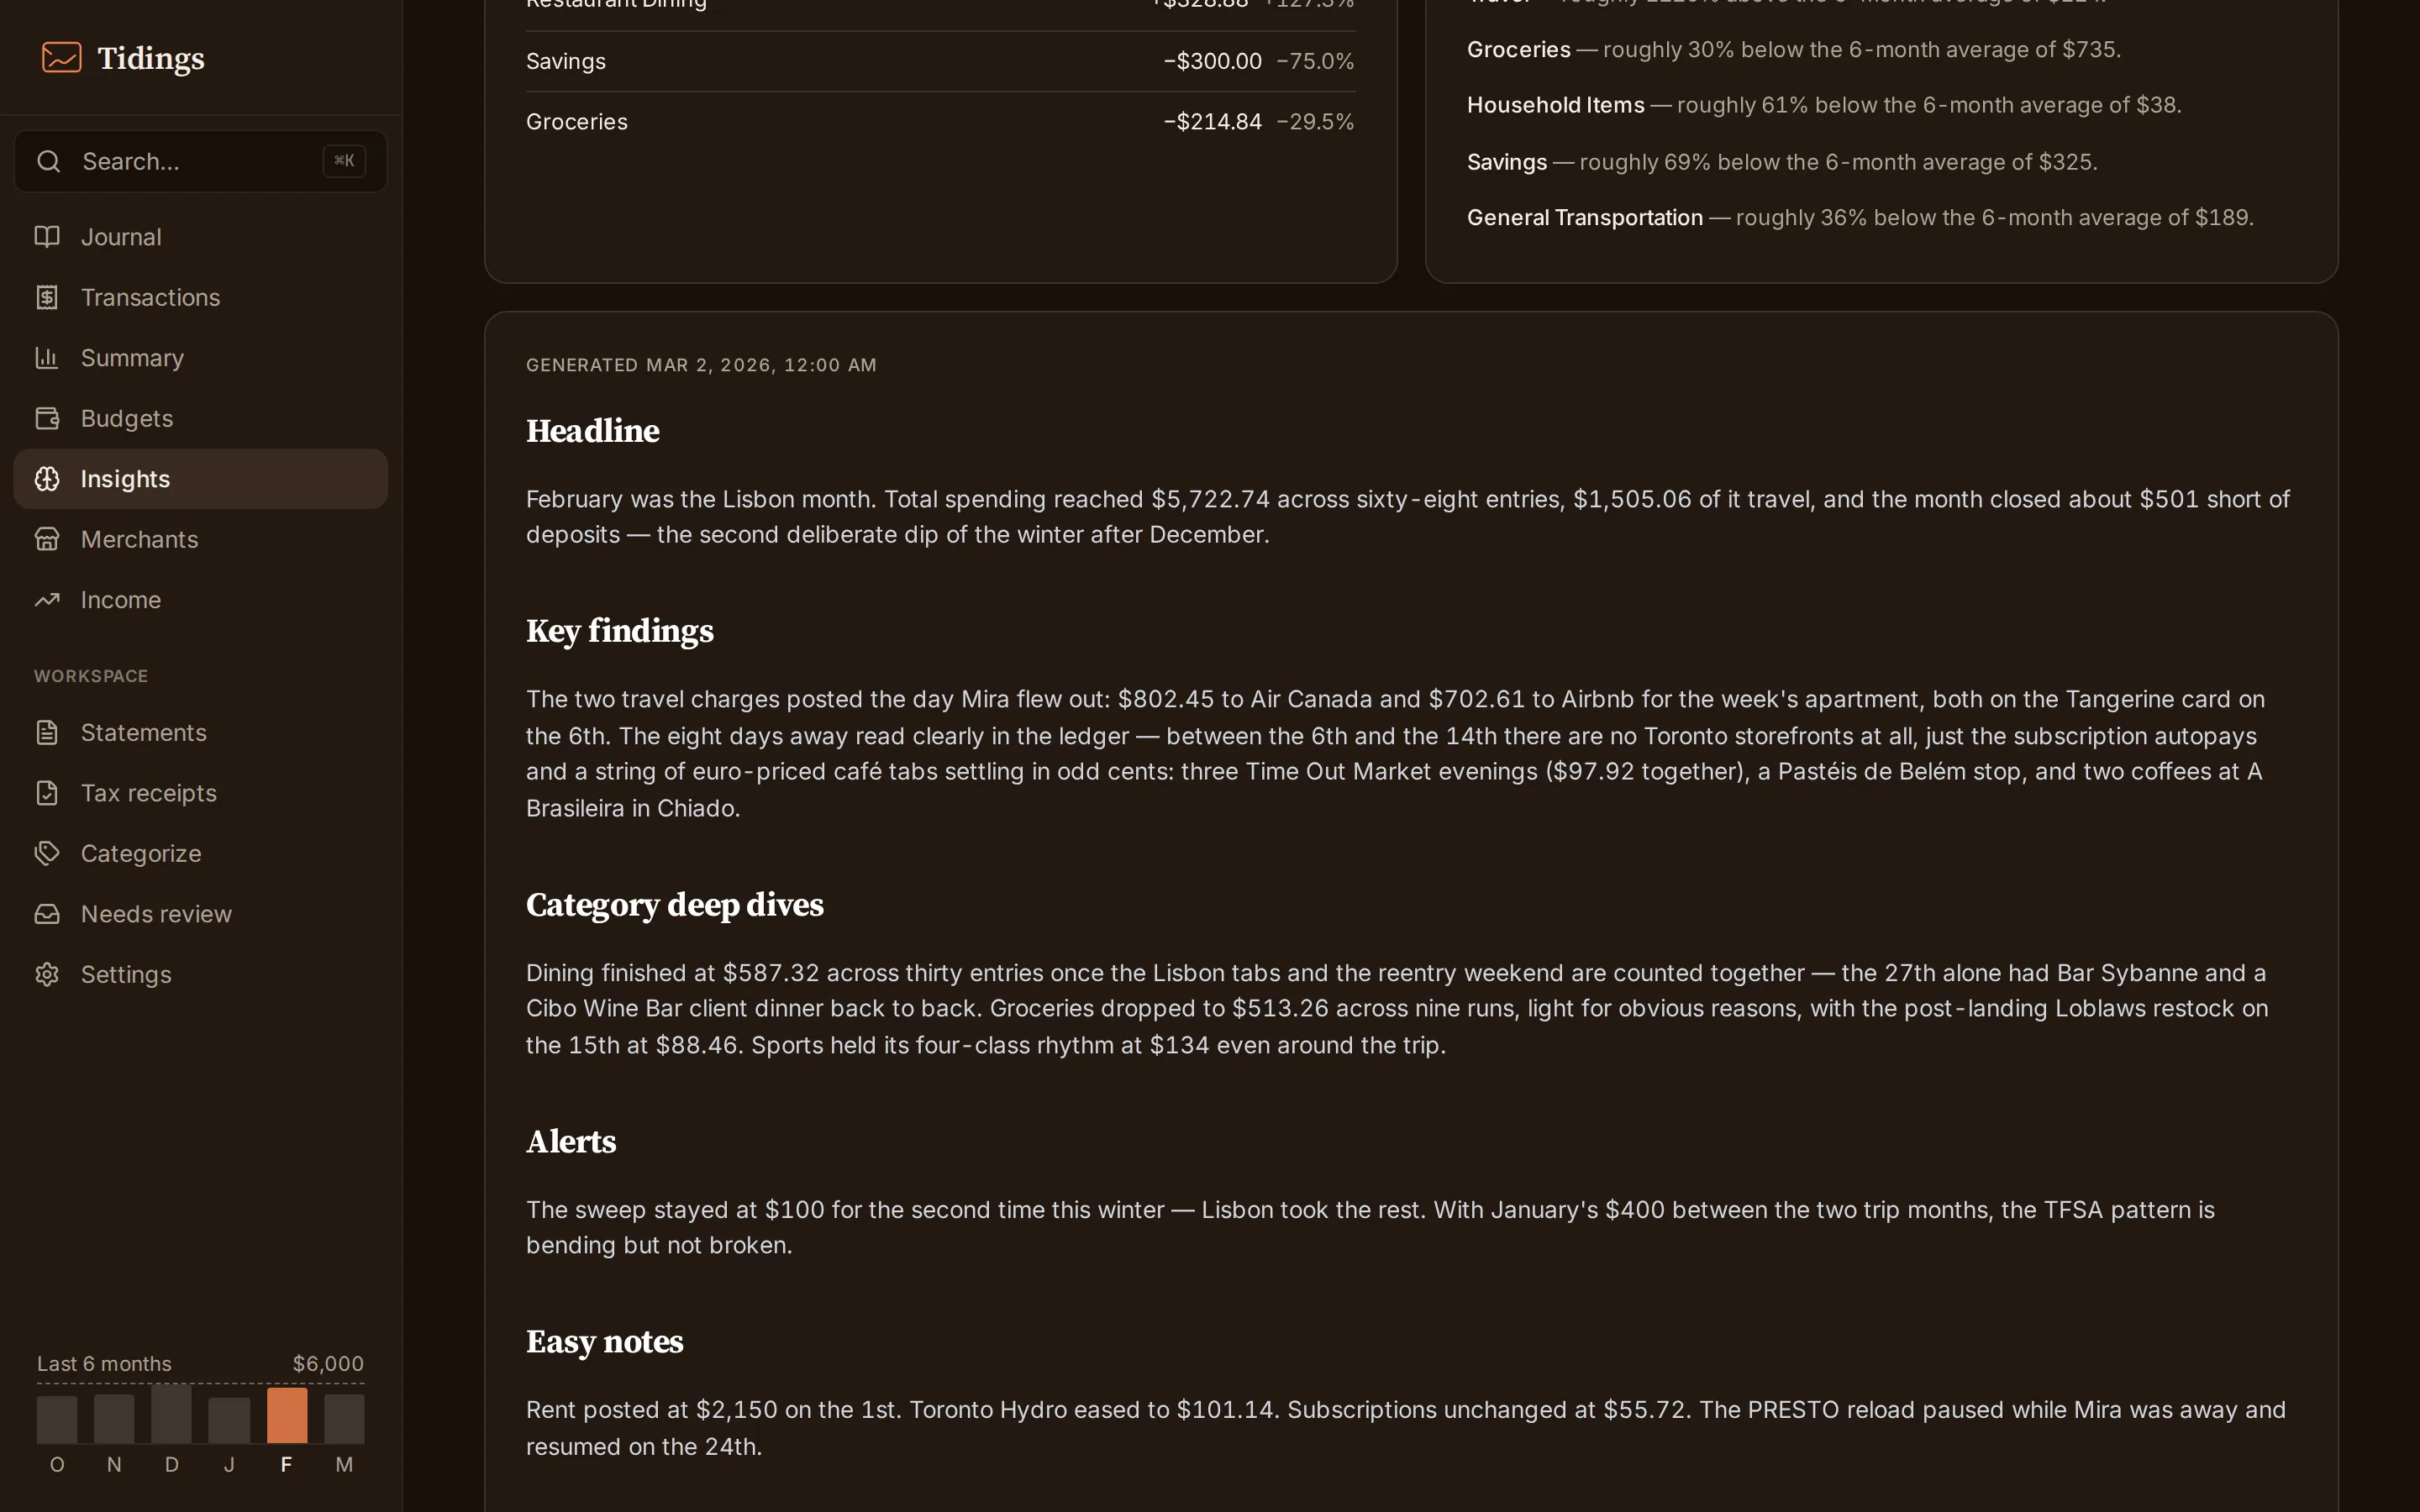 Tidings
Search...
⌘K
Journal
Transactions
Summary
Budgets
Insights
Merchants
Income
WORKSPACE
Statements
Tax receipts
Categorize
Needs review
Settings
Last 6 months $6,000
O N D J F M
Restaurant Dining +$328.88 +127.3%
Savings −$300.00 −75.0%
Groceries −$214.84 −29.5%
Groceries — roughly 30% below the 6-month average of $735.
Household Items — roughly 61% below the 6-month average of $38.
Savings — roughly 69% below the 6-month average of $325.
General Transportation — roughly 36% below the 6-month average of $189.
GENERATED MAR 2, 2026, 12:00 AM
Headline
February was the Lisbon month. Total spending reached $5,722.74 across sixty-eight entries, $1,505.06 of it travel, and the month closed about $501 short of
deposits — the second deliberate dip of the winter after December.
Key findings
The two travel charges posted the day Mira flew out: $802.45 to Air Canada and $702.61 to Airbnb for the week's apartment, both on the Tangerine card on
the 6th. The eight days away read clearly in the ledger — between the 6th and the 14th there are no Toronto storefronts at all, just the subscription autopays
and a string of euro-priced café tabs settling in odd cents: three Time Out Market evenings ($97.92 together), a Pastéis de Belém stop, and two coffees at A
Brasileira in Chiado.
Category deep dives
Dining finished at $587.32 across thirty entries once the Lisbon tabs and the reentry weekend are counted together — the 27th alone had Bar Sybanne and a
Cibo Wine Bar client dinner back to back. Groceries dropped to $513.26 across nine runs, light for obvious reasons, with the post-landing Loblaws restock on
the 15th at $88.46. Sports held its four-class rhythm at $134 even around the trip.
Alerts
The sweep stayed at $100 for the second time this winter — Lisbon took the rest. With January's $400 between the two trip months, the TFSA pattern is
bending but not broken.
Easy notes
Rent posted at $2,150 on the 1st. Toronto Hydro eased to $101.14. Subscriptions unchanged at $55.72. The PRESTO reload paused while Mira was away and
resumed on the 24th.